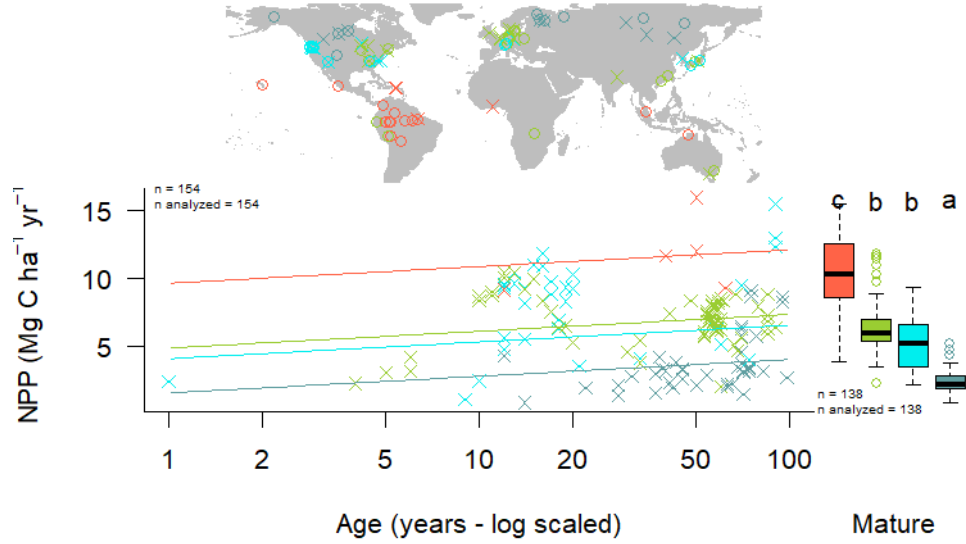 n = 154
n analyzed = 154
NPP (Mg C ha⁻¹ yr⁻¹)
15
10
5
c b b a
n = 138
n analyzed = 138
1 2 5 10 20 50 100
Age (years - log scaled)
Mature